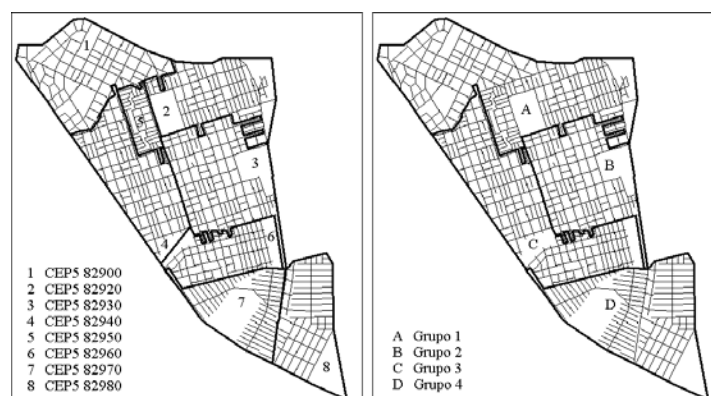 1
2
5
3
4
6
7
8
1 CEP5 82900
2 CEP5 82920
3 CEP5 82930
4 CEP5 82940
5 CEP5 82950
6 CEP5 82960
7 CEP5 82970
8 CEP5 82980
A
B
C
D
A Grupo 1
B Grupo 2
C Grupo 3
D Grupo 4